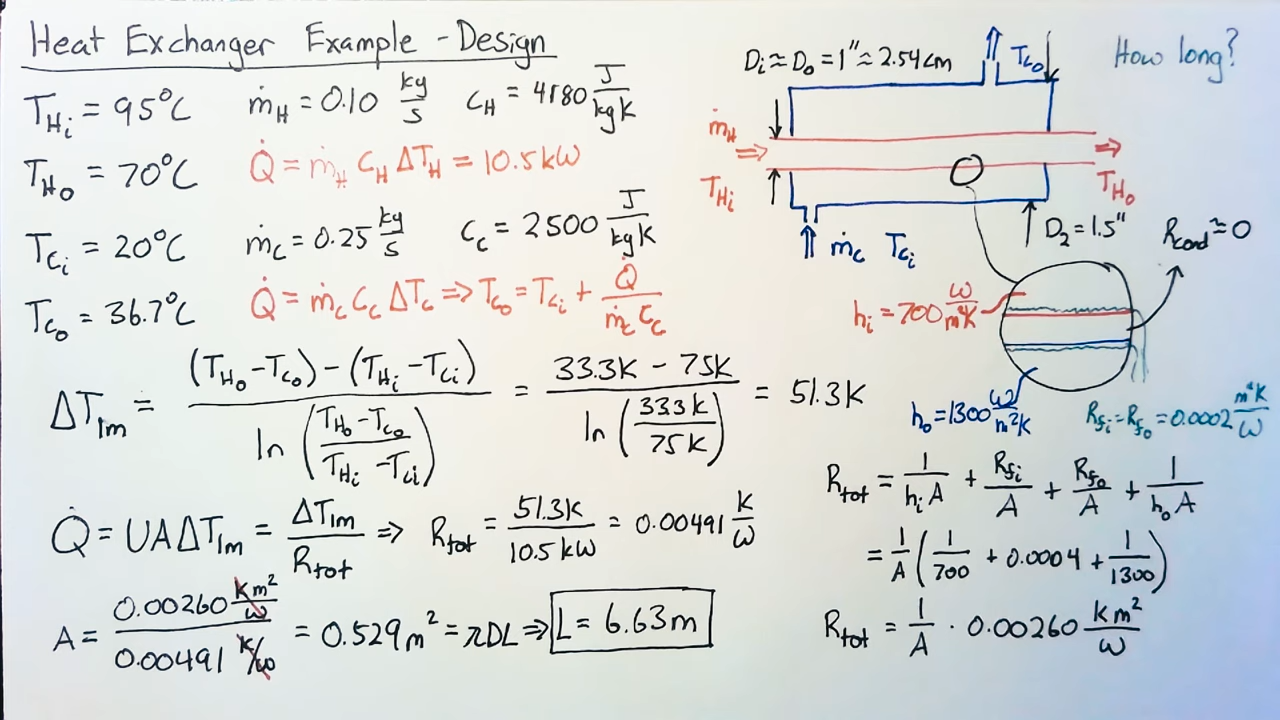 Heat Exchanger Example - Design
T_Hi = 95°C ṁ_H = 0.10 kg/s c_H = 4180 J/kgK
Q̇ = ṁ_H C_H ΔT_H = 10.5 kW
T_Ho = 70°C
ṁ_c = 0.25 kg/s C_c = 2500 J/kgK
T_Ci = 20°C
Q̇ = ṁ_c C_c ΔT_c ⇒ T_Co = T_Ci + Q̇/(ṁ_c C_c)
T_Co = 36.7°C
ΔT_lm = ((T_Ho - T_Co) - (T_Hi - T_Ci))/ln((T_Ho - T_Co)/(T_Hi - T_Ci)) = (33.3K - 75K)/ln(33.3K/75K) = 51.3K
Q̇ = UAΔT_lm = ΔT_lm/R_tot ⇒ R_tot = 51.3K/10.5 kW = 0.00491 K/W
A = (0.00260 Km²/W)/(0.00491 K/W) = 0.529 m² = πDL ⇒ L = 6.63m
How long?
D_i ≈ D_o = 1" ≈ 2.54cm
T_Co
ṁ_H
T_Hi
T_Ho
D_2 = 1.5"
ṁ_c T_Ci
R_cond ≈ 0
h_i = 700 W/m²K
h_o = 1300 W/m²K
R_fi = R_fo = 0.0002 m²K/W
R_tot = 1/(h_i A) + R_fi/A + R_fo/A + 1/(h_o A)
= 1/A (1/700 + 0.0004 + 1/1300)
R_tot = 1/A · 0.00260 Km²/W